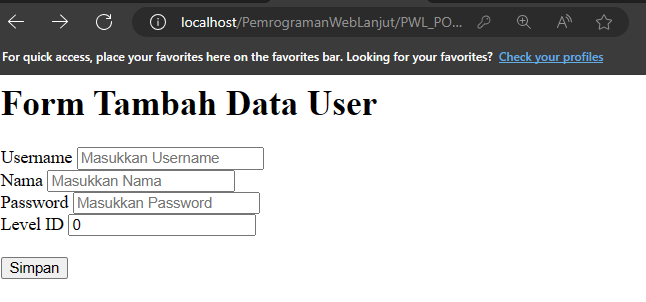 localhost/PemrogramanWebLanjut/PWL_PO...
For quick access, place your favorites here on the favorites bar. Looking for your favorites? Check your profiles
Form Tambah Data User
Username Masukkan Username
Nama Masukkan Nama
Password Masukkan Password
Level ID 0
Simpan